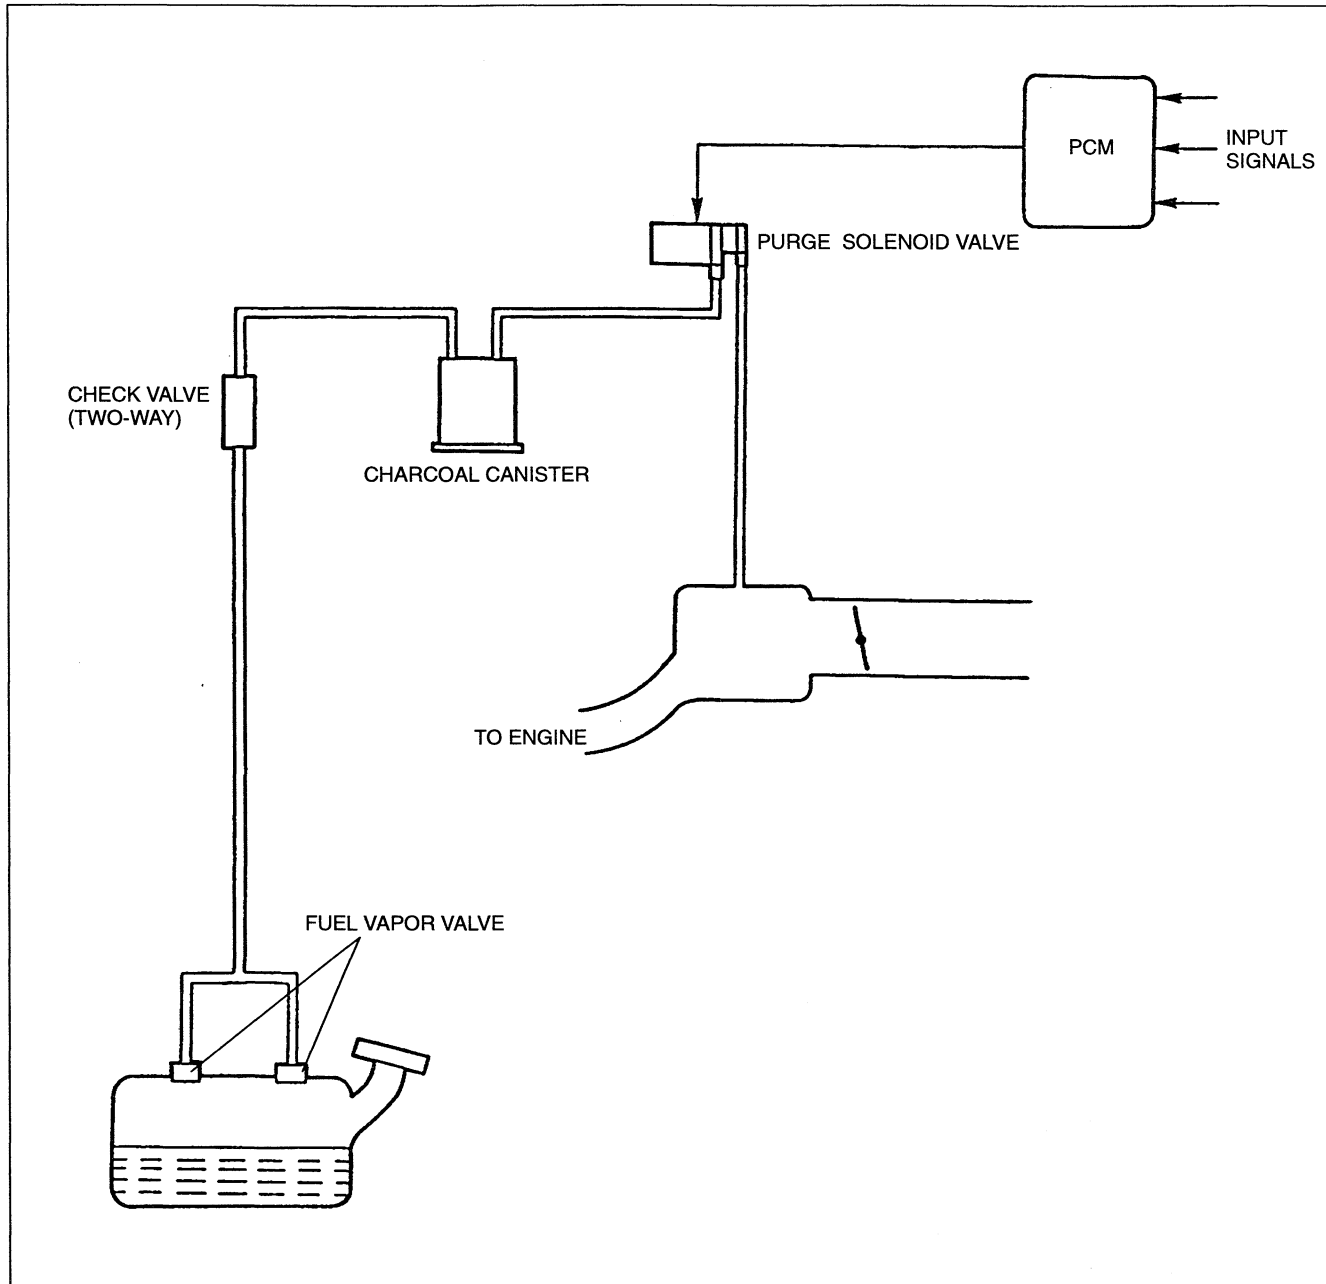 PCM
INPUT
SIGNALS
PURGE SOLENOID VALVE
CHECK VALVE
(TWO-WAY)
CHARCOAL CANISTER
TO ENGINE
FUEL VAPOR VALVE